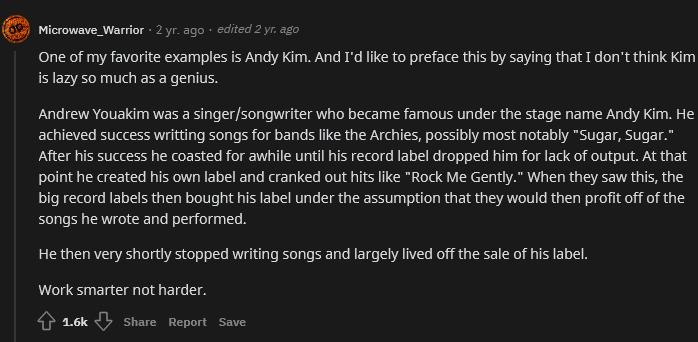 Microwave_Warrior · 2 yr. ago · edited 2 yr. ago
One of my favorite examples is Andy Kim. And I'd like to preface this by saying that I don't think Kim
is lazy so much as a genius.
Andrew Youakim was a singer/songwriter who became famous under the stage name Andy Kim. He
achieved success writting songs for bands like the Archies, possibly most notably "Sugar, Sugar."
After his success he coasted for awhile until his record label dropped him for lack of output. At that
point he created his own label and cranked out hits like "Rock Me Gently." When they saw this, the
big record labels then bought his label under the assumption that they would then profit off of the
songs he wrote and performed.
He then very shortly stopped writing songs and largely lived off the sale of his label.
Work smarter not harder.
1.6k Share Report Save